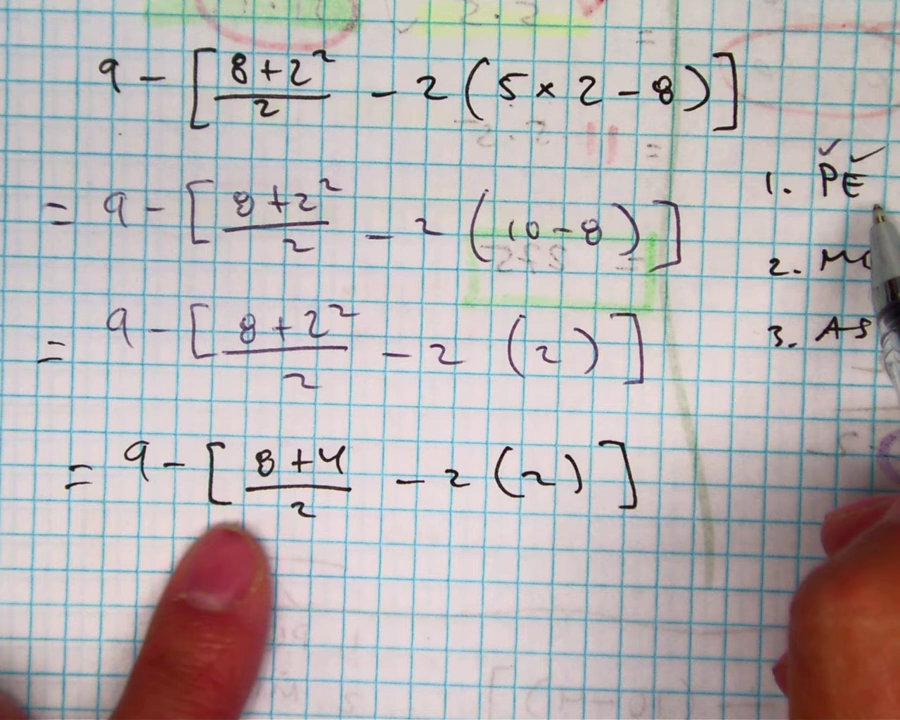 9 - [ (8 + 2²)/2 - 2 (5 × 2 - 8) ]
= 9 - [ (8 + 2²)/2 - 2 (10 - 8) ]
= 9 - [ (8 + 2²)/2 - 2 (2) ]
= 9 - [ (8 + 4)/2 - 2 (2) ]
1. PE
2. M
3. AS